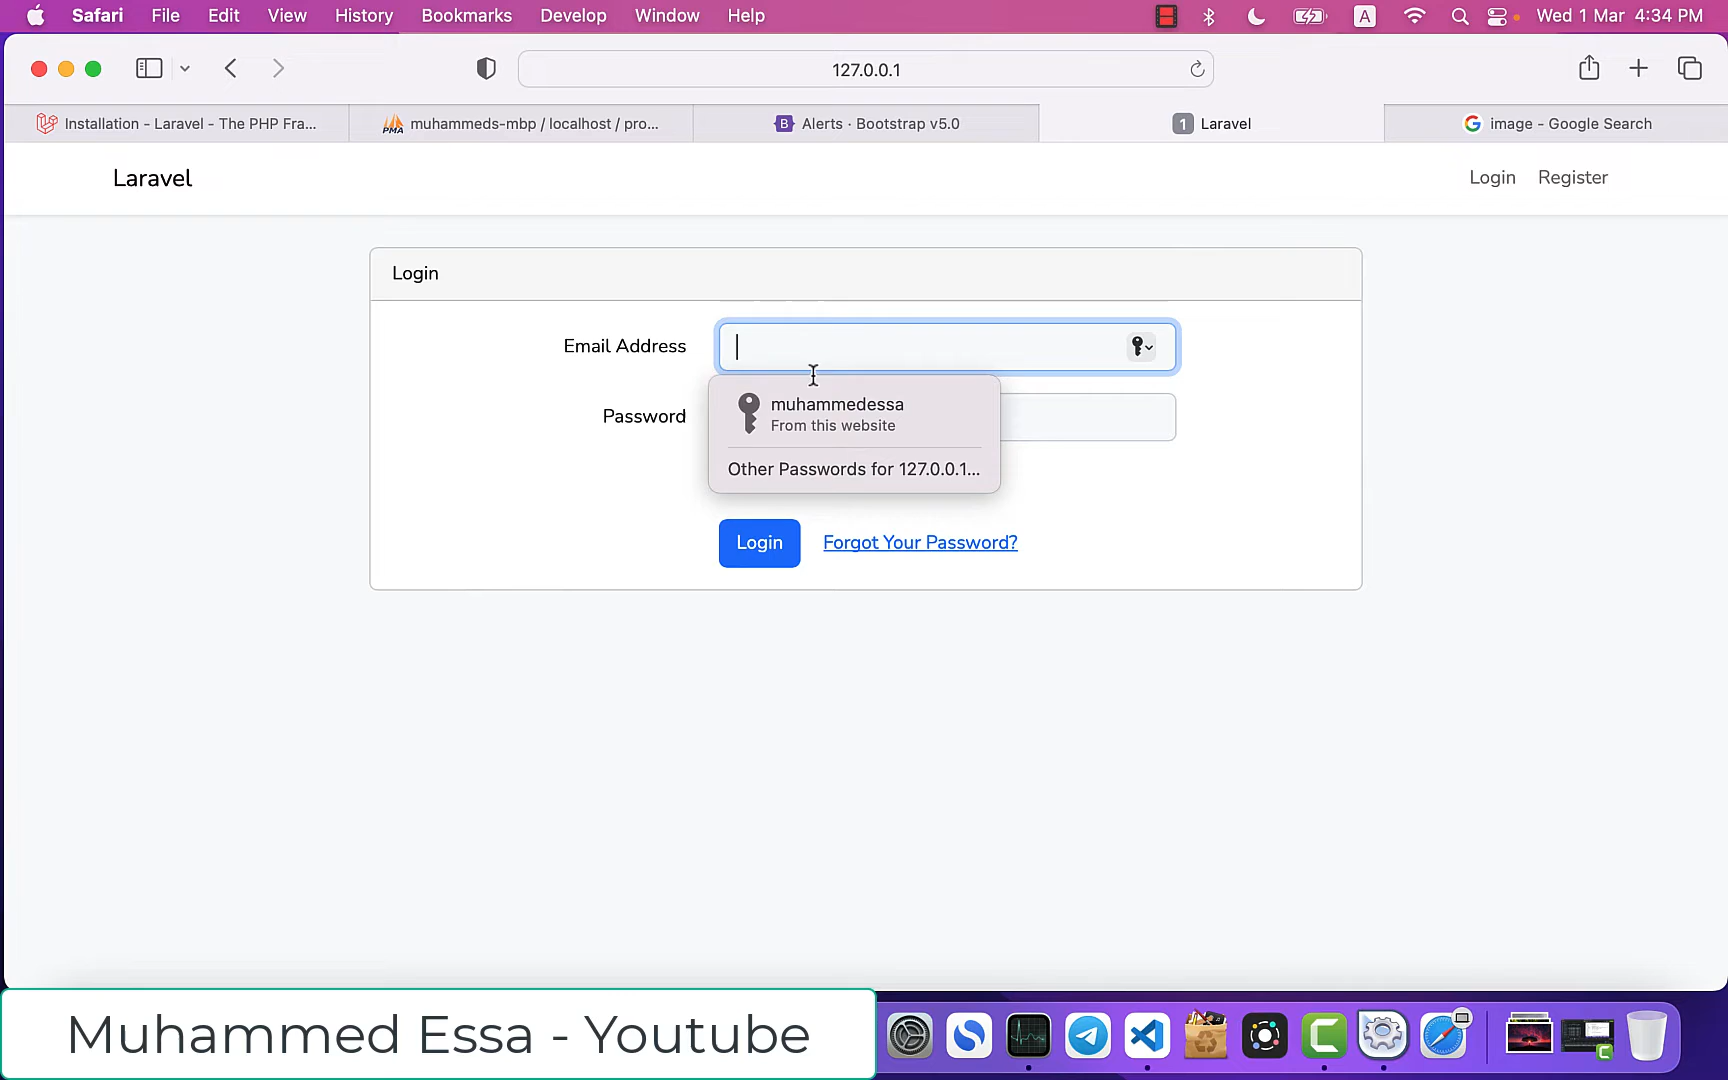 Safari File Edit View History Bookmarks Develop Window Help A Wed 1 Mar 4:34 PM
127.0.0.1
Installation - Laravel - The PHP Fra...
PMA muhammeds-mbp / localhost / pro...
B Alerts · Bootstrap v5.0
1 Laravel
G image - Google Search
Laravel
Login Register
Login
Email Address
muhammedessa
From this website
Password
Other Passwords for 127.0.0.1...
Login Forgot Your Password?
Muhammed Essa - Youtube